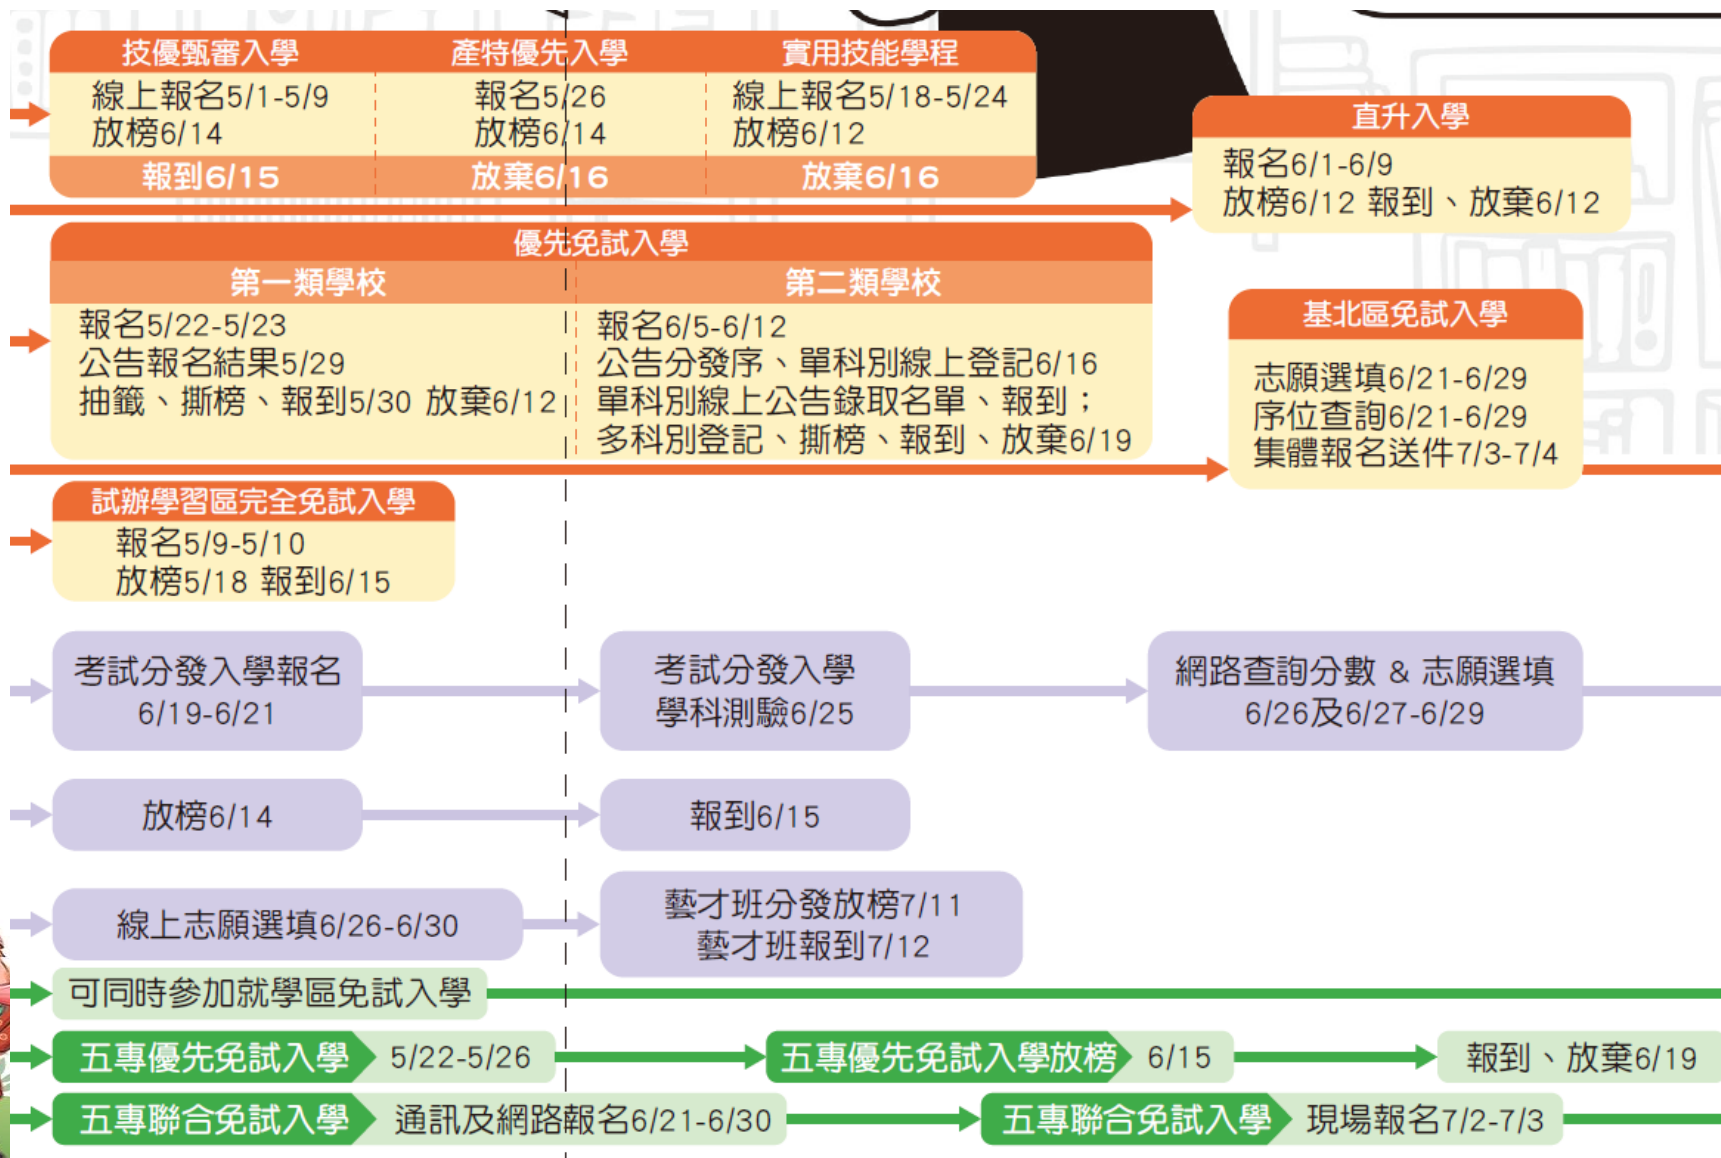 技優甄審入學
線上報名5/1-5/9
放榜6/14
報到6/15
產特優先入學
報名5/26
放榜6/14
放棄6/16
實用技能學程
線上報名5/18-5/24
放榜6/12
放棄6/16
直升入學
報名6/1-6/9
放榜6/12 報到、放棄6/12
優先免試入學
第一類學校
報名5/22-5/23
公告報名結果5/29
抽籤、撕榜、報到5/30 放棄6/12
第二類學校
報名6/5-6/12
公告分發序、單科別線上登記6/16
單科別線上公告錄取名單、報到；
多科別登記、撕榜、報到、放棄6/19
基北區免試入學
志願選填6/21-6/29
序位查詢6/21-6/29
集體報名送件7/3-7/4
試辦學習區完全免試入學
報名5/9-5/10
放榜5/18 報到6/15
考試分發入學報名
6/19-6/21
考試分發入學
學科測驗6/25
網路查詢分數 & 志願選填
6/26及6/27-6/29
放榜6/14
報到6/15
線上志願選填6/26-6/30
藝才班分發放榜7/11
藝才班報到7/12
可同時參加就學區免試入學
五專優先免試入學 5/22-5/26
五專優先免試入學放榜 6/15
報到、放棄6/19
五專聯合免試入學 通訊及網路報名6/21-6/30
五專聯合免試入學 現場報名7/2-7/3